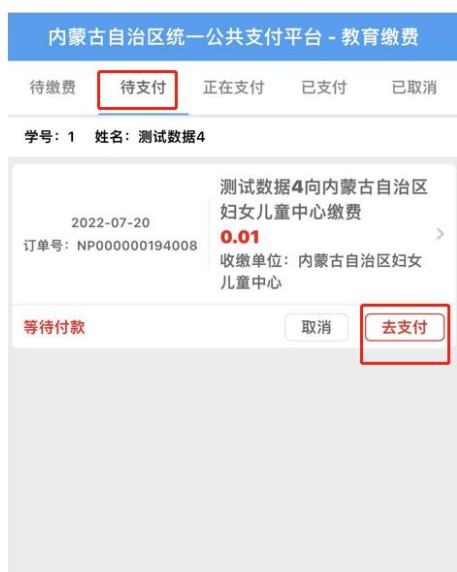 内蒙古自治区统一公共支付平台 - 教育缴费
待缴费 待支付 正在支付 已支付 已取消
学号：1 姓名：测试数据4
2022-07-20
订单号：NP000000194008
测试数据4向内蒙古自治区
妇女儿童中心缴费
0.01
收缴单位：内蒙古自治区妇女
儿童中心
等待付款 取消 去支付